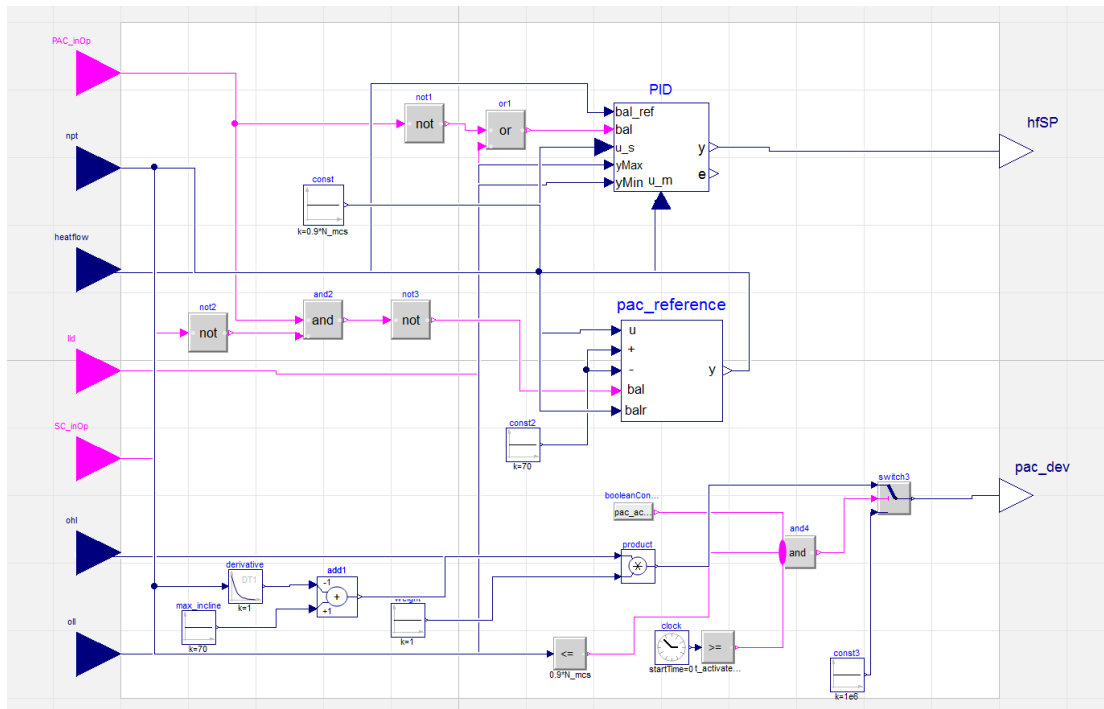 PAC_inOp
npt
heatflow
lld
SC_inOp
ohl
oll
not1
not
or1
or
PID
bal_ref
bal
u_s
yMax
yMin
u_m
y
e
hfSP
const
k=0.9*N_mcs
not2
not
and2
and
not3
not
pac_reference
u
+
-
bal
balr
y
const2
k=70
pac_dev
switch3
booleanCon...
pac_ac...
and4
and
product
derivative
DT1
k=1
add1
-1
+
+1
max_incline
k=70
weight
k=1
<=
0.9*N_mcs
clock
startTime=0
>=
t_activate...
const3
k=1e6